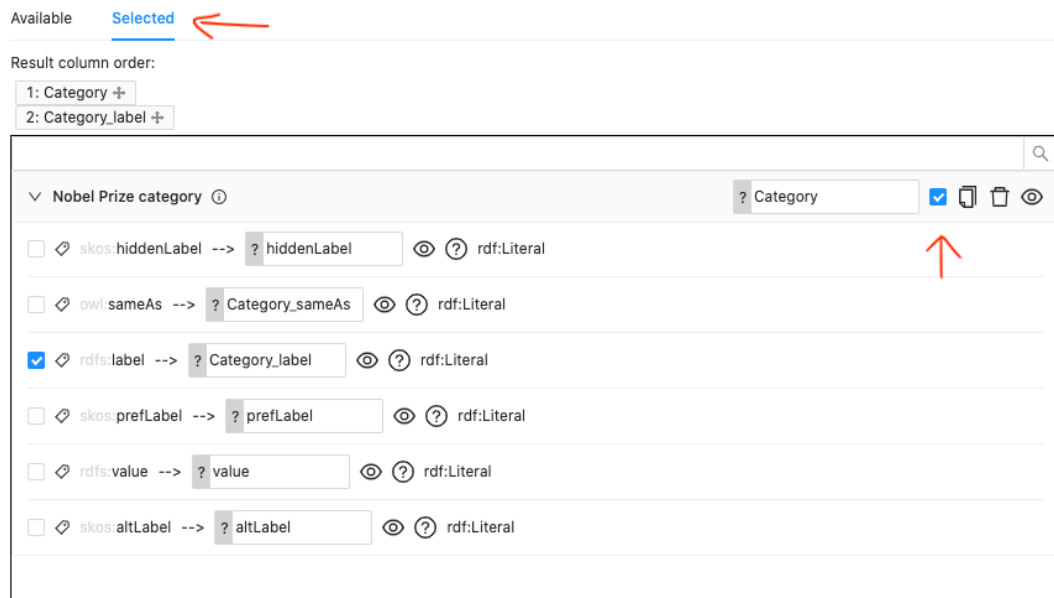 Available Selected
Result column order:
1: Category
2: Category_label
Nobel Prize category ? Category
skos:hiddenLabel --> ? hiddenLabel ? rdf:Literal
owl:sameAs --> ? Category_sameAs ? rdf:Literal
rdfs:label --> ? Category_label ? rdf:Literal
skos:prefLabel --> ? prefLabel ? rdf:Literal
rdfs:value --> ? value ? rdf:Literal
skos:altLabel --> ? altLabel ? rdf:Literal